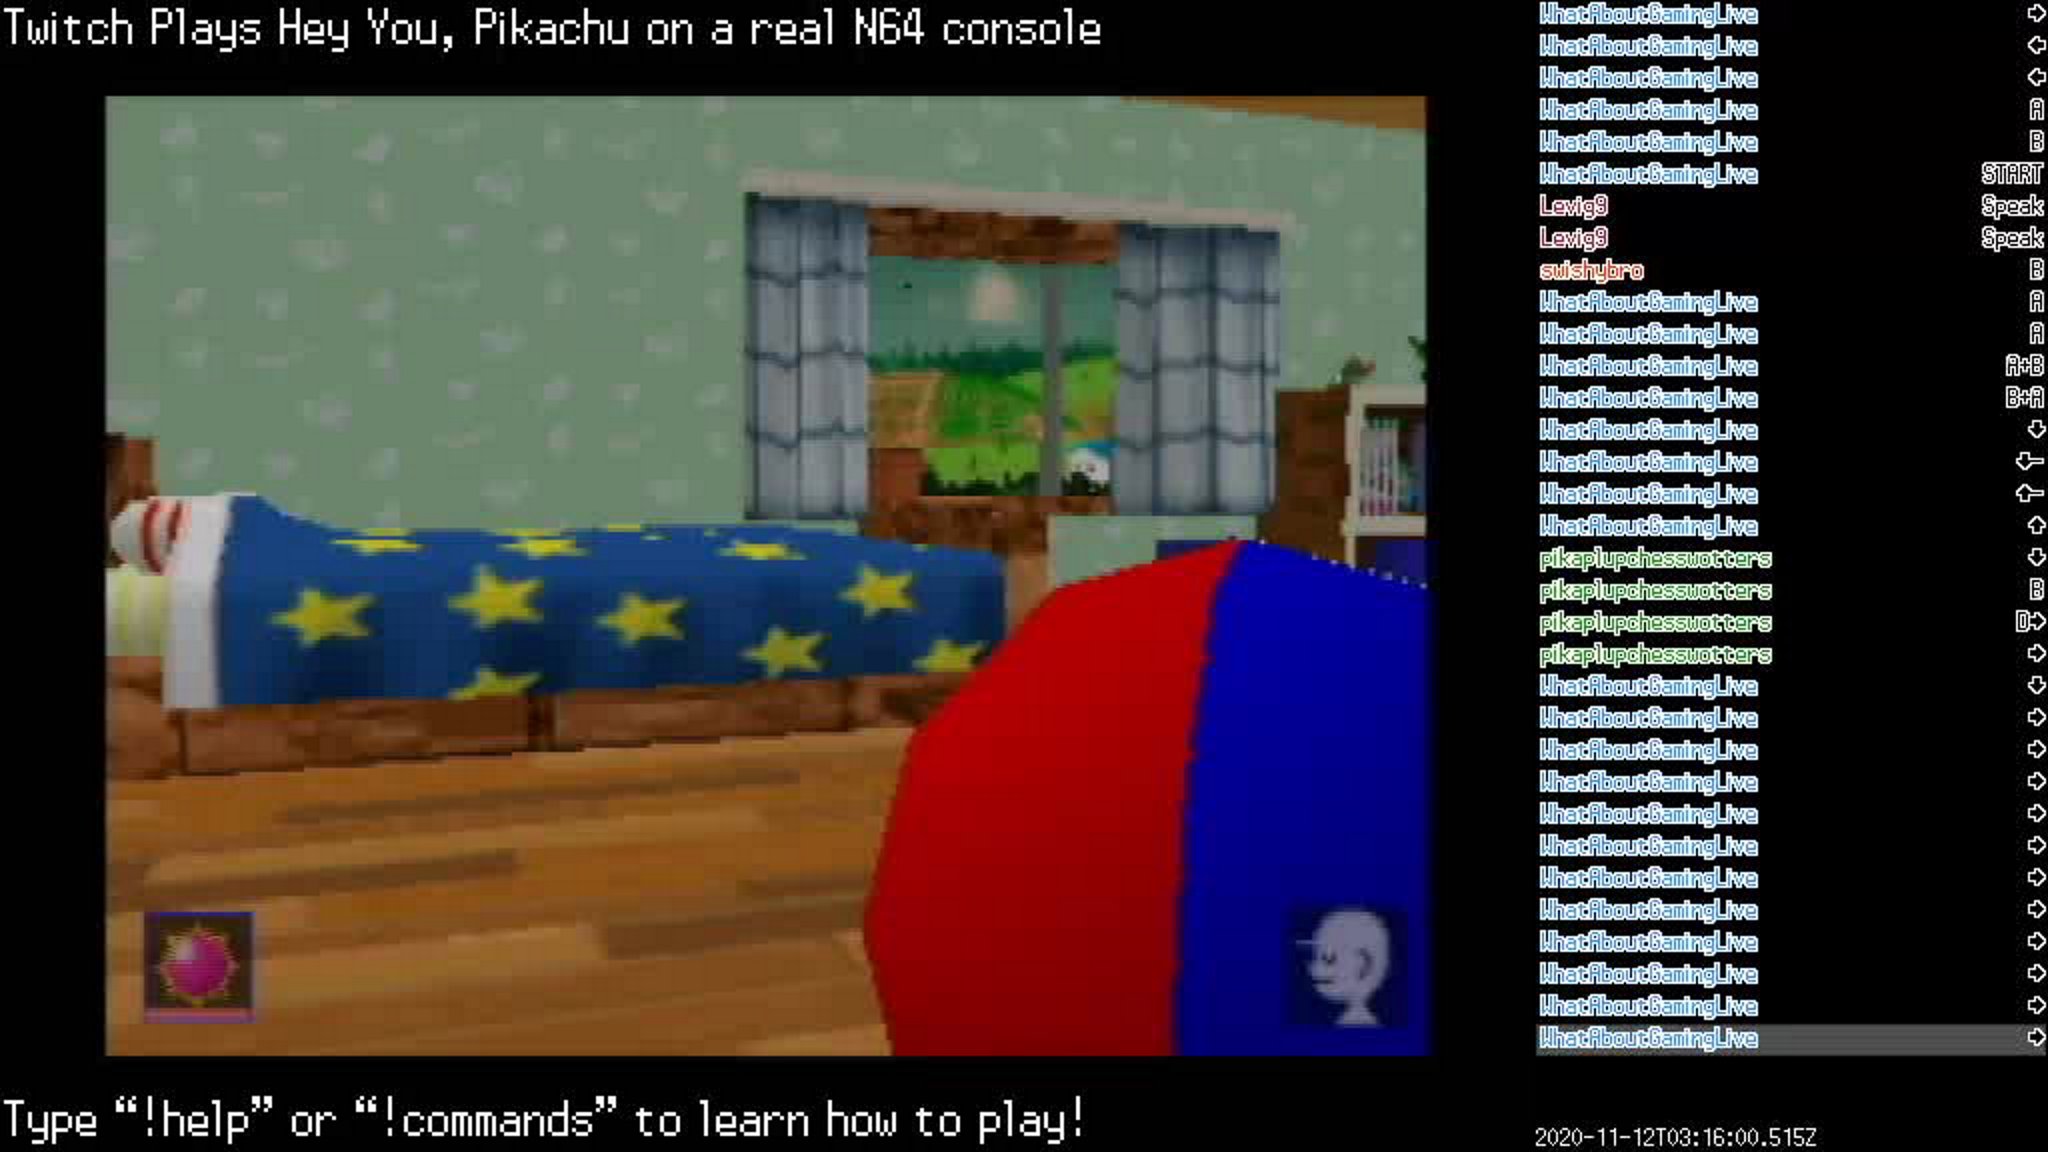 Twitch Plays Hey You, Pikachu on a real N64 console
WhatAboutGamingLive ➡
WhatAboutGamingLive ⬅
WhatAboutGamingLive ⬅
WhatAboutGamingLive A
WhatAboutGamingLive B
WhatAboutGamingLive START
Levig9 Speak
Levig9 Speak
swishybro B
WhatAboutGamingLive A
WhatAboutGamingLive A
WhatAboutGamingLive A+B
WhatAboutGamingLive B+A
WhatAboutGamingLive ⬇
WhatAboutGamingLive
WhatAboutGamingLive
WhatAboutGamingLive ⬆
pikaplupchesswotters ⬇
pikaplupchesswotters B
pikaplupchesswotters D➡
pikaplupchesswotters ➡
WhatAboutGamingLive ⬇
WhatAboutGamingLive ➡
WhatAboutGamingLive ➡
WhatAboutGamingLive ➡
WhatAboutGamingLive ➡
WhatAboutGamingLive ➡
WhatAboutGamingLive ➡
WhatAboutGamingLive ➡
WhatAboutGamingLive ➡
WhatAboutGamingLive ➡
WhatAboutGamingLive ➡
WhatAboutGamingLive ➡
Type “!help” or “!commands” to learn how to play!
2020-11-12T03:16:00.515Z